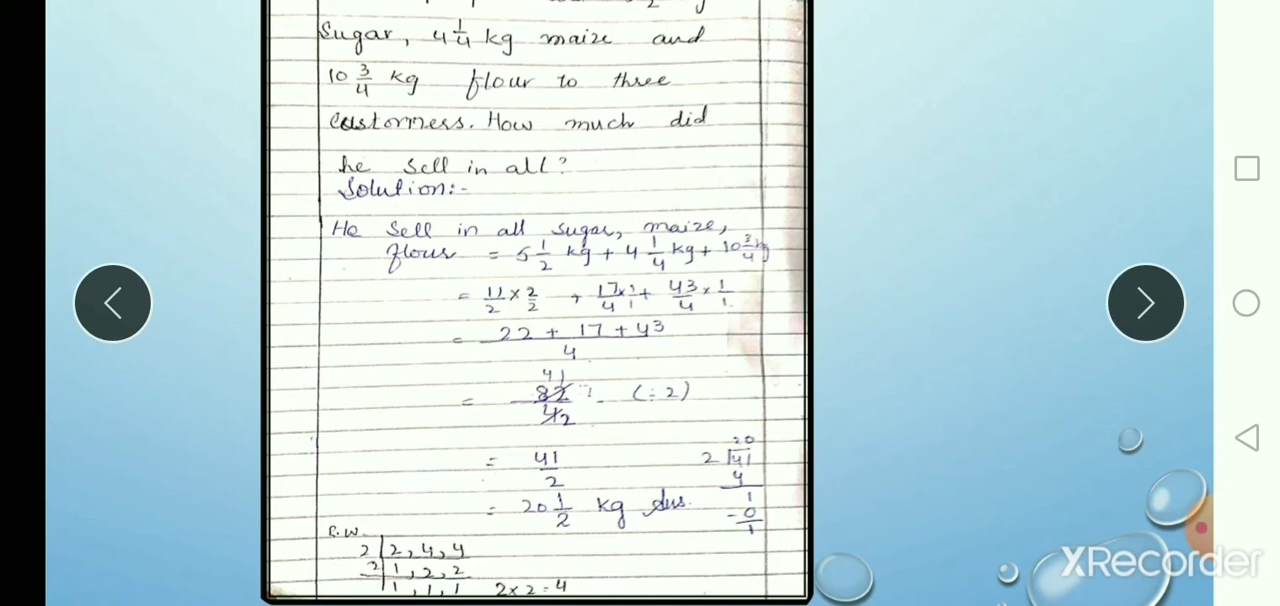 Sugar, 4 1/4 kg maize and
10 3/4 kg flour to three
customness. How much did
he sell in all?
Solution:-
He sell in all sugar, maize,
flour = 5 1/2 kg + 4 1/4 kg + 10 3/4 kg
= 11/2 × 2/2 + 17/4 × 1/1 + 43/4 × 1/1
= 22 + 17 + 43 / 4
= 82/4 41/2 (÷2)
= 41/2
= 20 1/2 kg Ans.
20
2 41
4
1
-0
1
R.W.
2 | 2, 4, 4
2 | 1, 2, 2
1, 1, 1 2 × 2 = 4
XRecorder